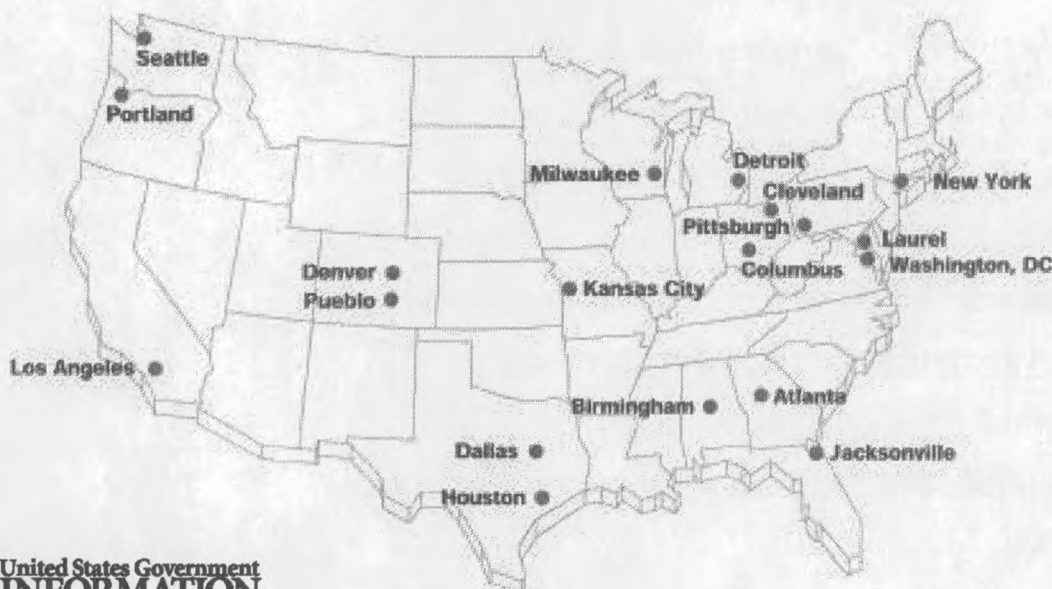 Seattle
Portland
Milwaukee
Detroit
Cleveland
New York
Pittsburgh
Laurel
Columbus
Washington, DC
Denver
Kansas City
Pueblo
Los Angeles
Birmingham
Atlanta
Dallas
Jacksonville
Houston
United States Government
INFORMATION